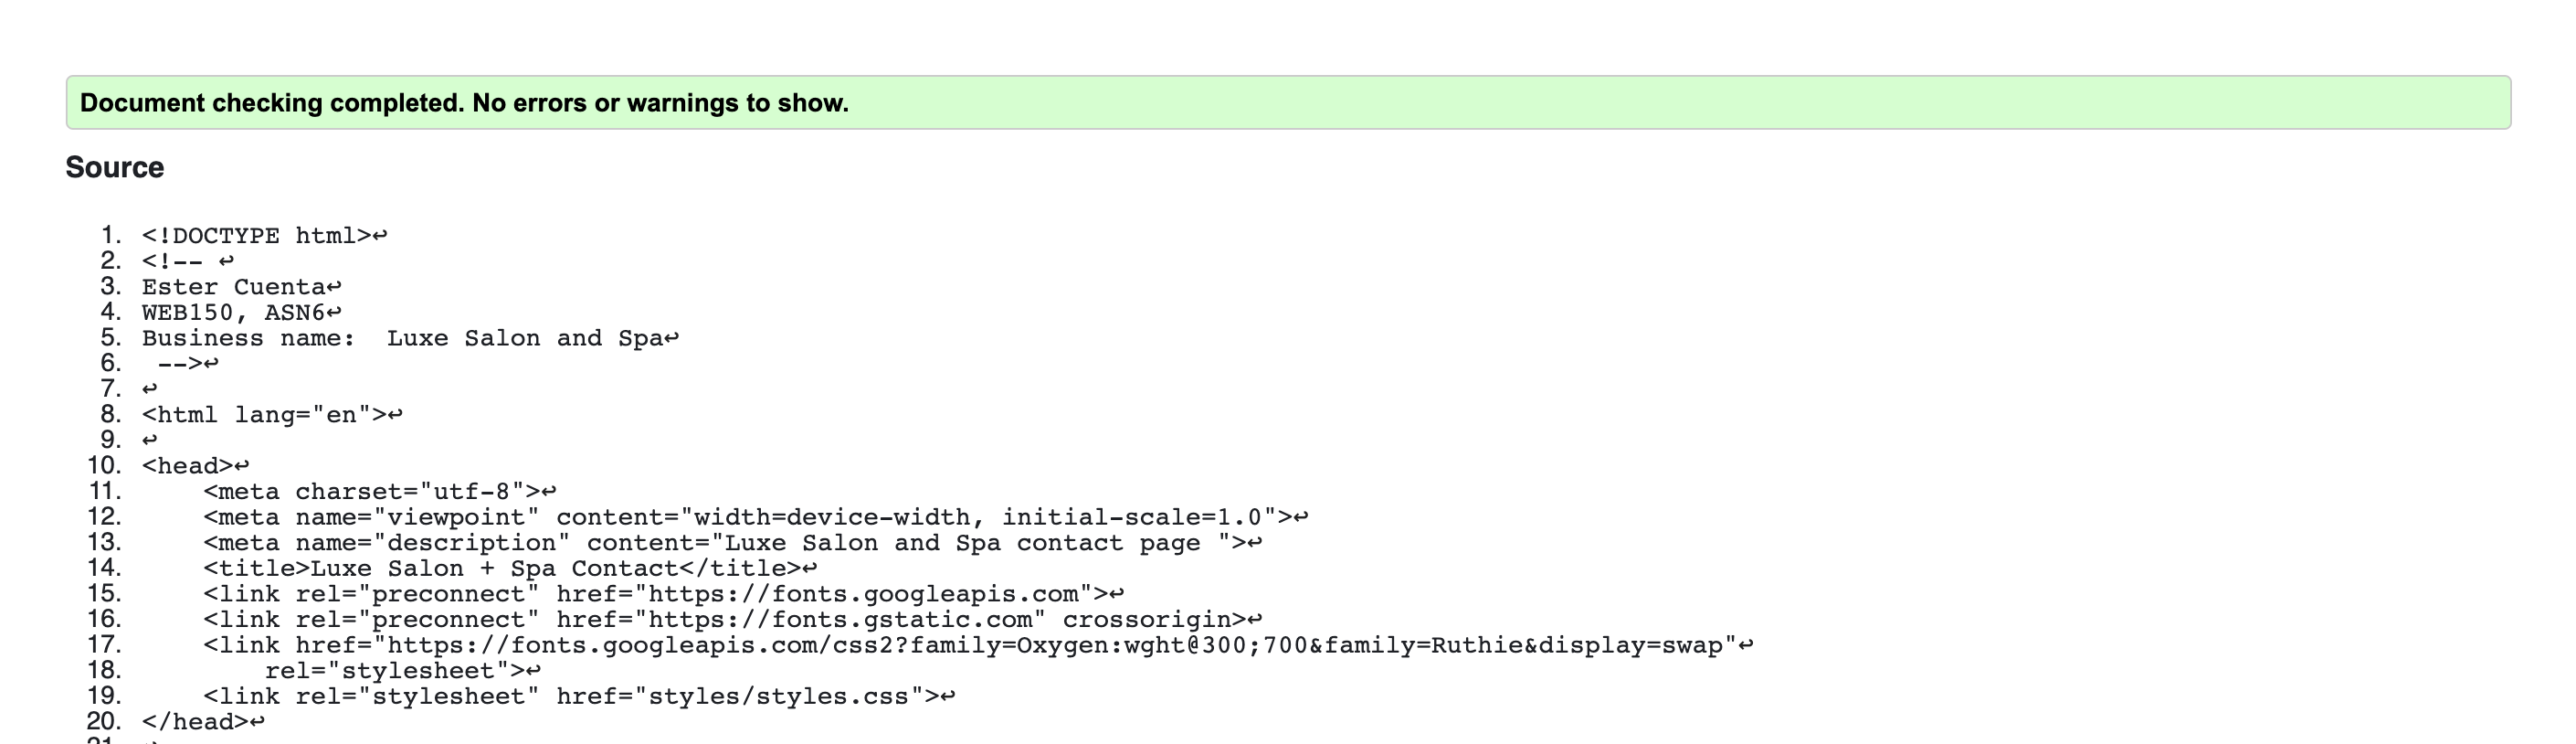 Document checking completed. No errors or warnings to show.
Source
1. <!DOCTYPE html>↩
2. <!-- ↩
3. Ester Cuenta↩
4. WEB150, ASN6↩
5. Business name:  Luxe Salon and Spa↩
6.  -->↩
7. ↩
8. <html lang="en">↩
9. ↩
10. <head>↩
11.     <meta charset="utf-8">↩
12.     <meta name="viewpoint" content="width=device-width, initial-scale=1.0">↩
13.     <meta name="description" content="Luxe Salon and Spa contact page ">↩
14.     <title>Luxe Salon + Spa Contact</title>↩
15.     <link rel="preconnect" href="https://fonts.googleapis.com">↩
16.     <link rel="preconnect" href="https://fonts.gstatic.com" crossorigin>↩
17.     <link href="https://fonts.googleapis.com/css2?family=Oxygen:wght@300;700&family=Ruthie&display=swap"↩
18.         rel="stylesheet">↩
19.     <link rel="stylesheet" href="styles/styles.css">↩
20. </head>↩